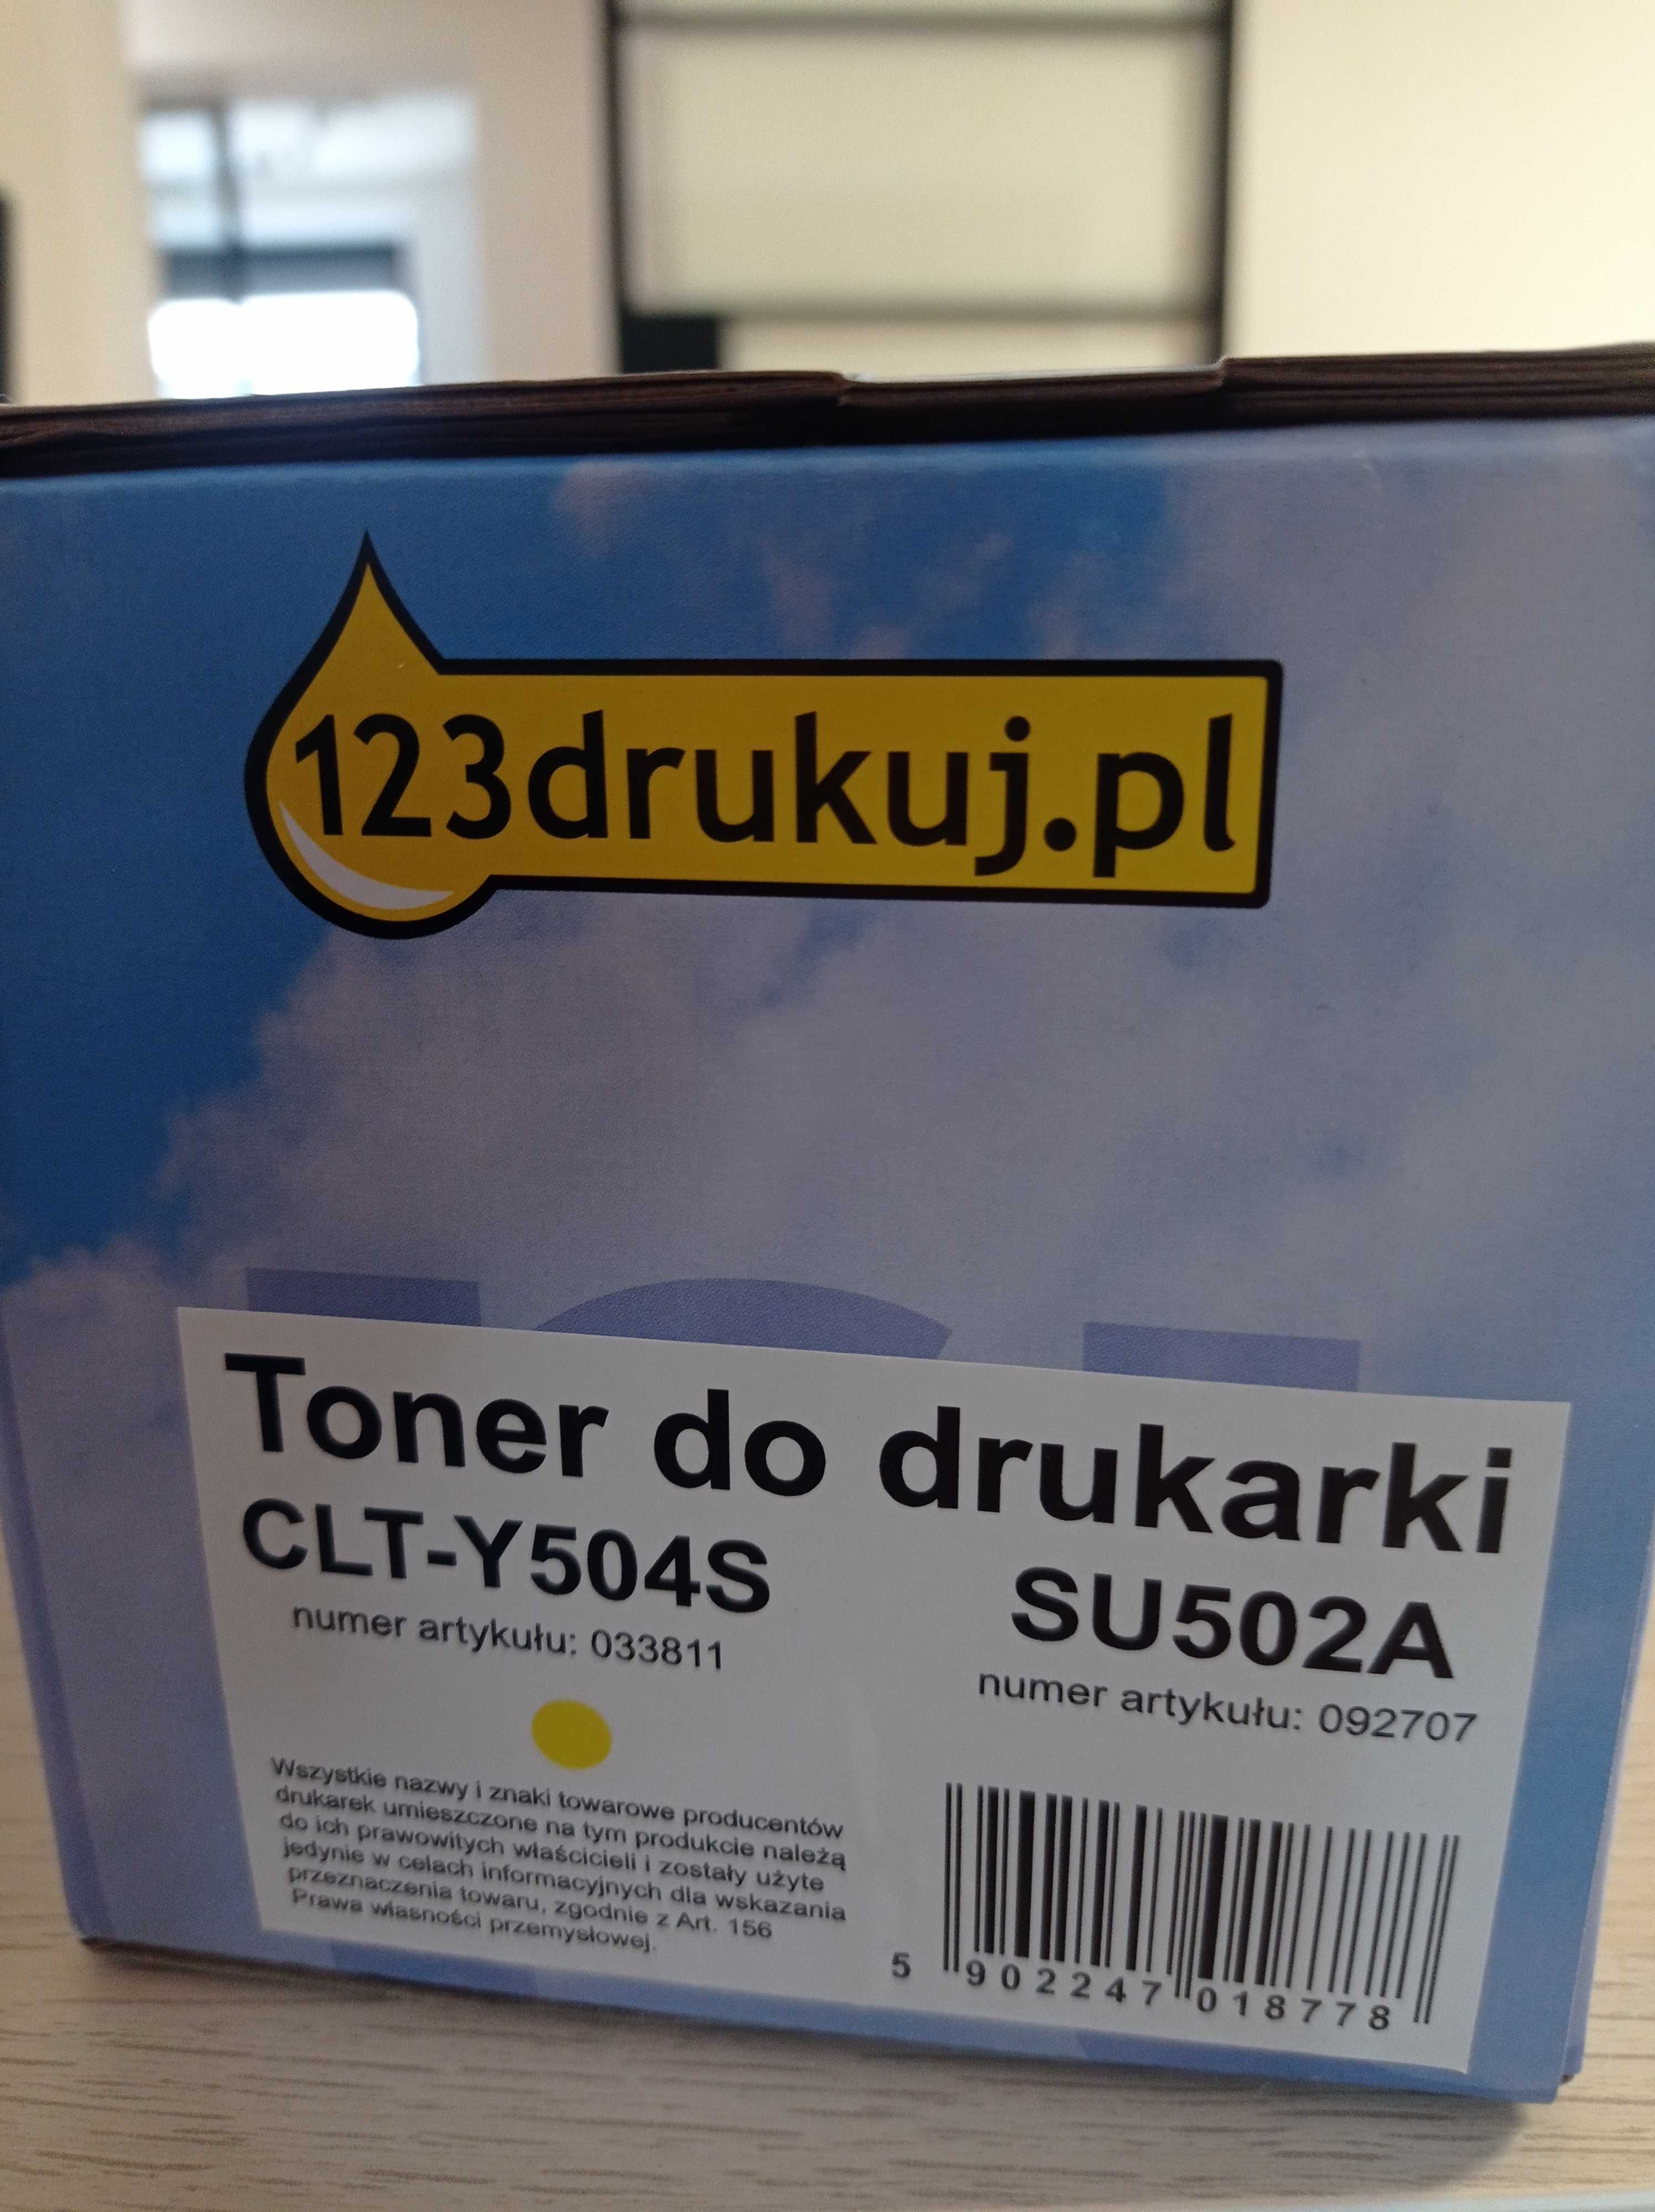 123drukuj.pl
Toner do drukarki
CLT-Y504S
numer artykułu: 033811
SU502A
numer artykułu: 092707
Wszystkie nazwy i znaki towarowe producentów
drukarek umieszczone na tym produkcie należą
do ich prawowitych właścicieli i zostały użyte
jedynie w celach informacyjnych dla wskazania
przeznaczenia towaru, zgodnie z Art. 156
Prawa własności przemysłowej.
5 902247 018778